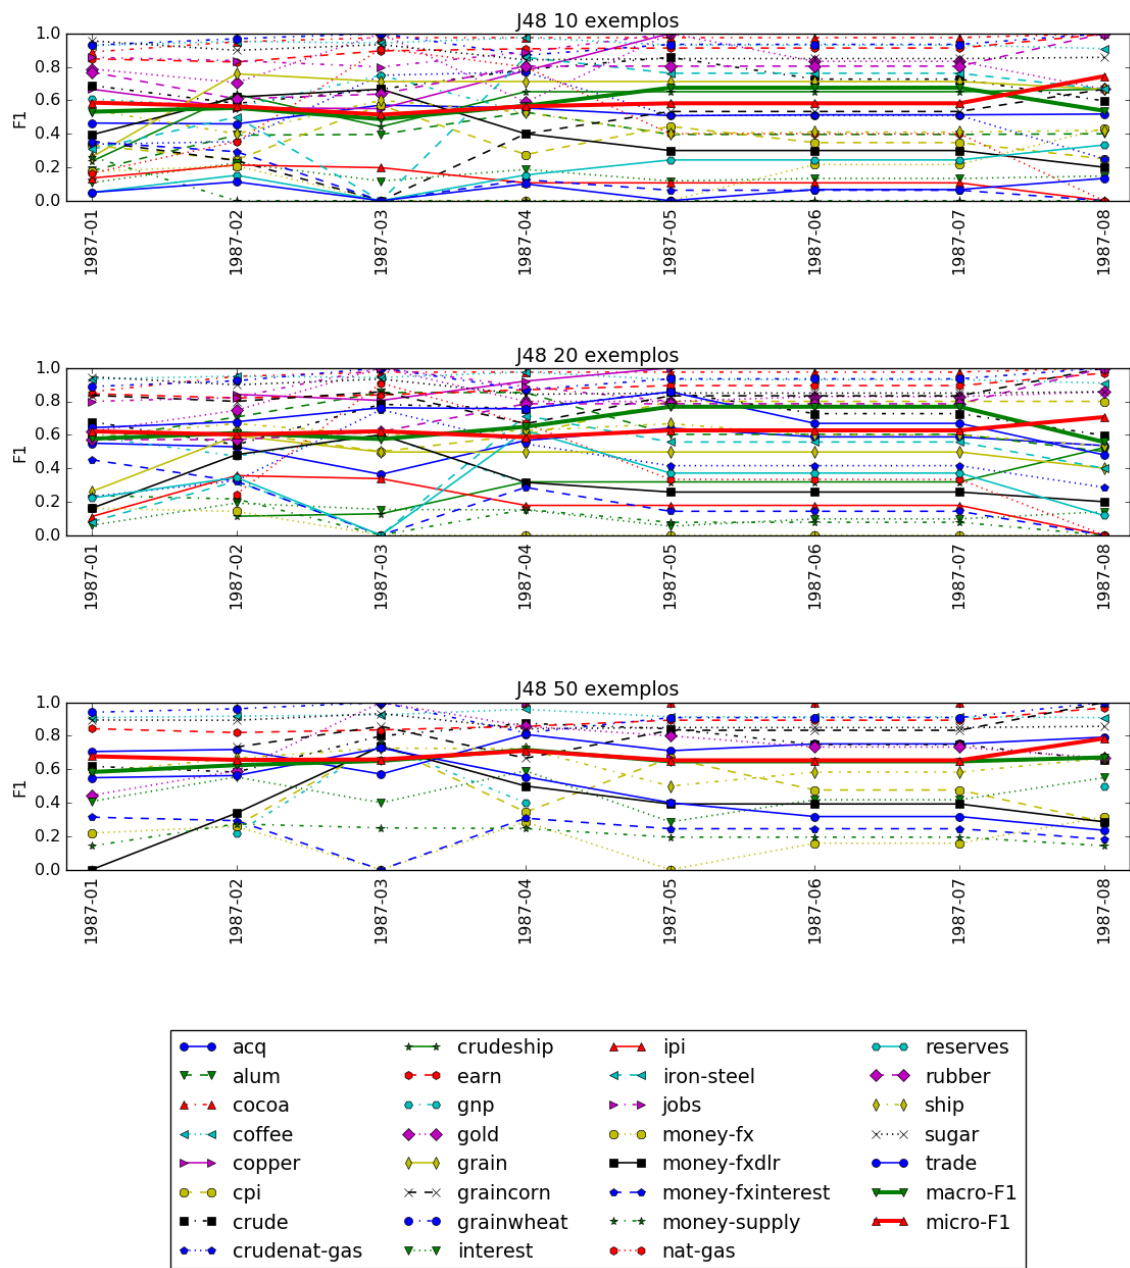 J48 10 exemplos
1.0
0.8
0.6
0.4
0.2
0.0
F1
1987-01
1987-02
1987-03
1987-04
1987-05
1987-06
1987-07
1987-08
J48 20 exemplos
1.0
0.8
0.6
0.4
0.2
0.0
F1
1987-01
1987-02
1987-03
1987-04
1987-05
1987-06
1987-07
1987-08
J48 50 exemplos
1.0
0.8
0.6
0.4
0.2
0.0
F1
1987-01
1987-02
1987-03
1987-04
1987-05
1987-06
1987-07
1987-08
acq
alum
cocoa
coffee
copper
cpi
crude
crudenat-gas
crudeship
earn
gnp
gold
grain
graincorn
grainwheat
interest
ipi
iron-steel
jobs
money-fx
money-fxdlr
money-fxinterest
money-supply
nat-gas
reserves
rubber
ship
sugar
trade
macro-F1
micro-F1